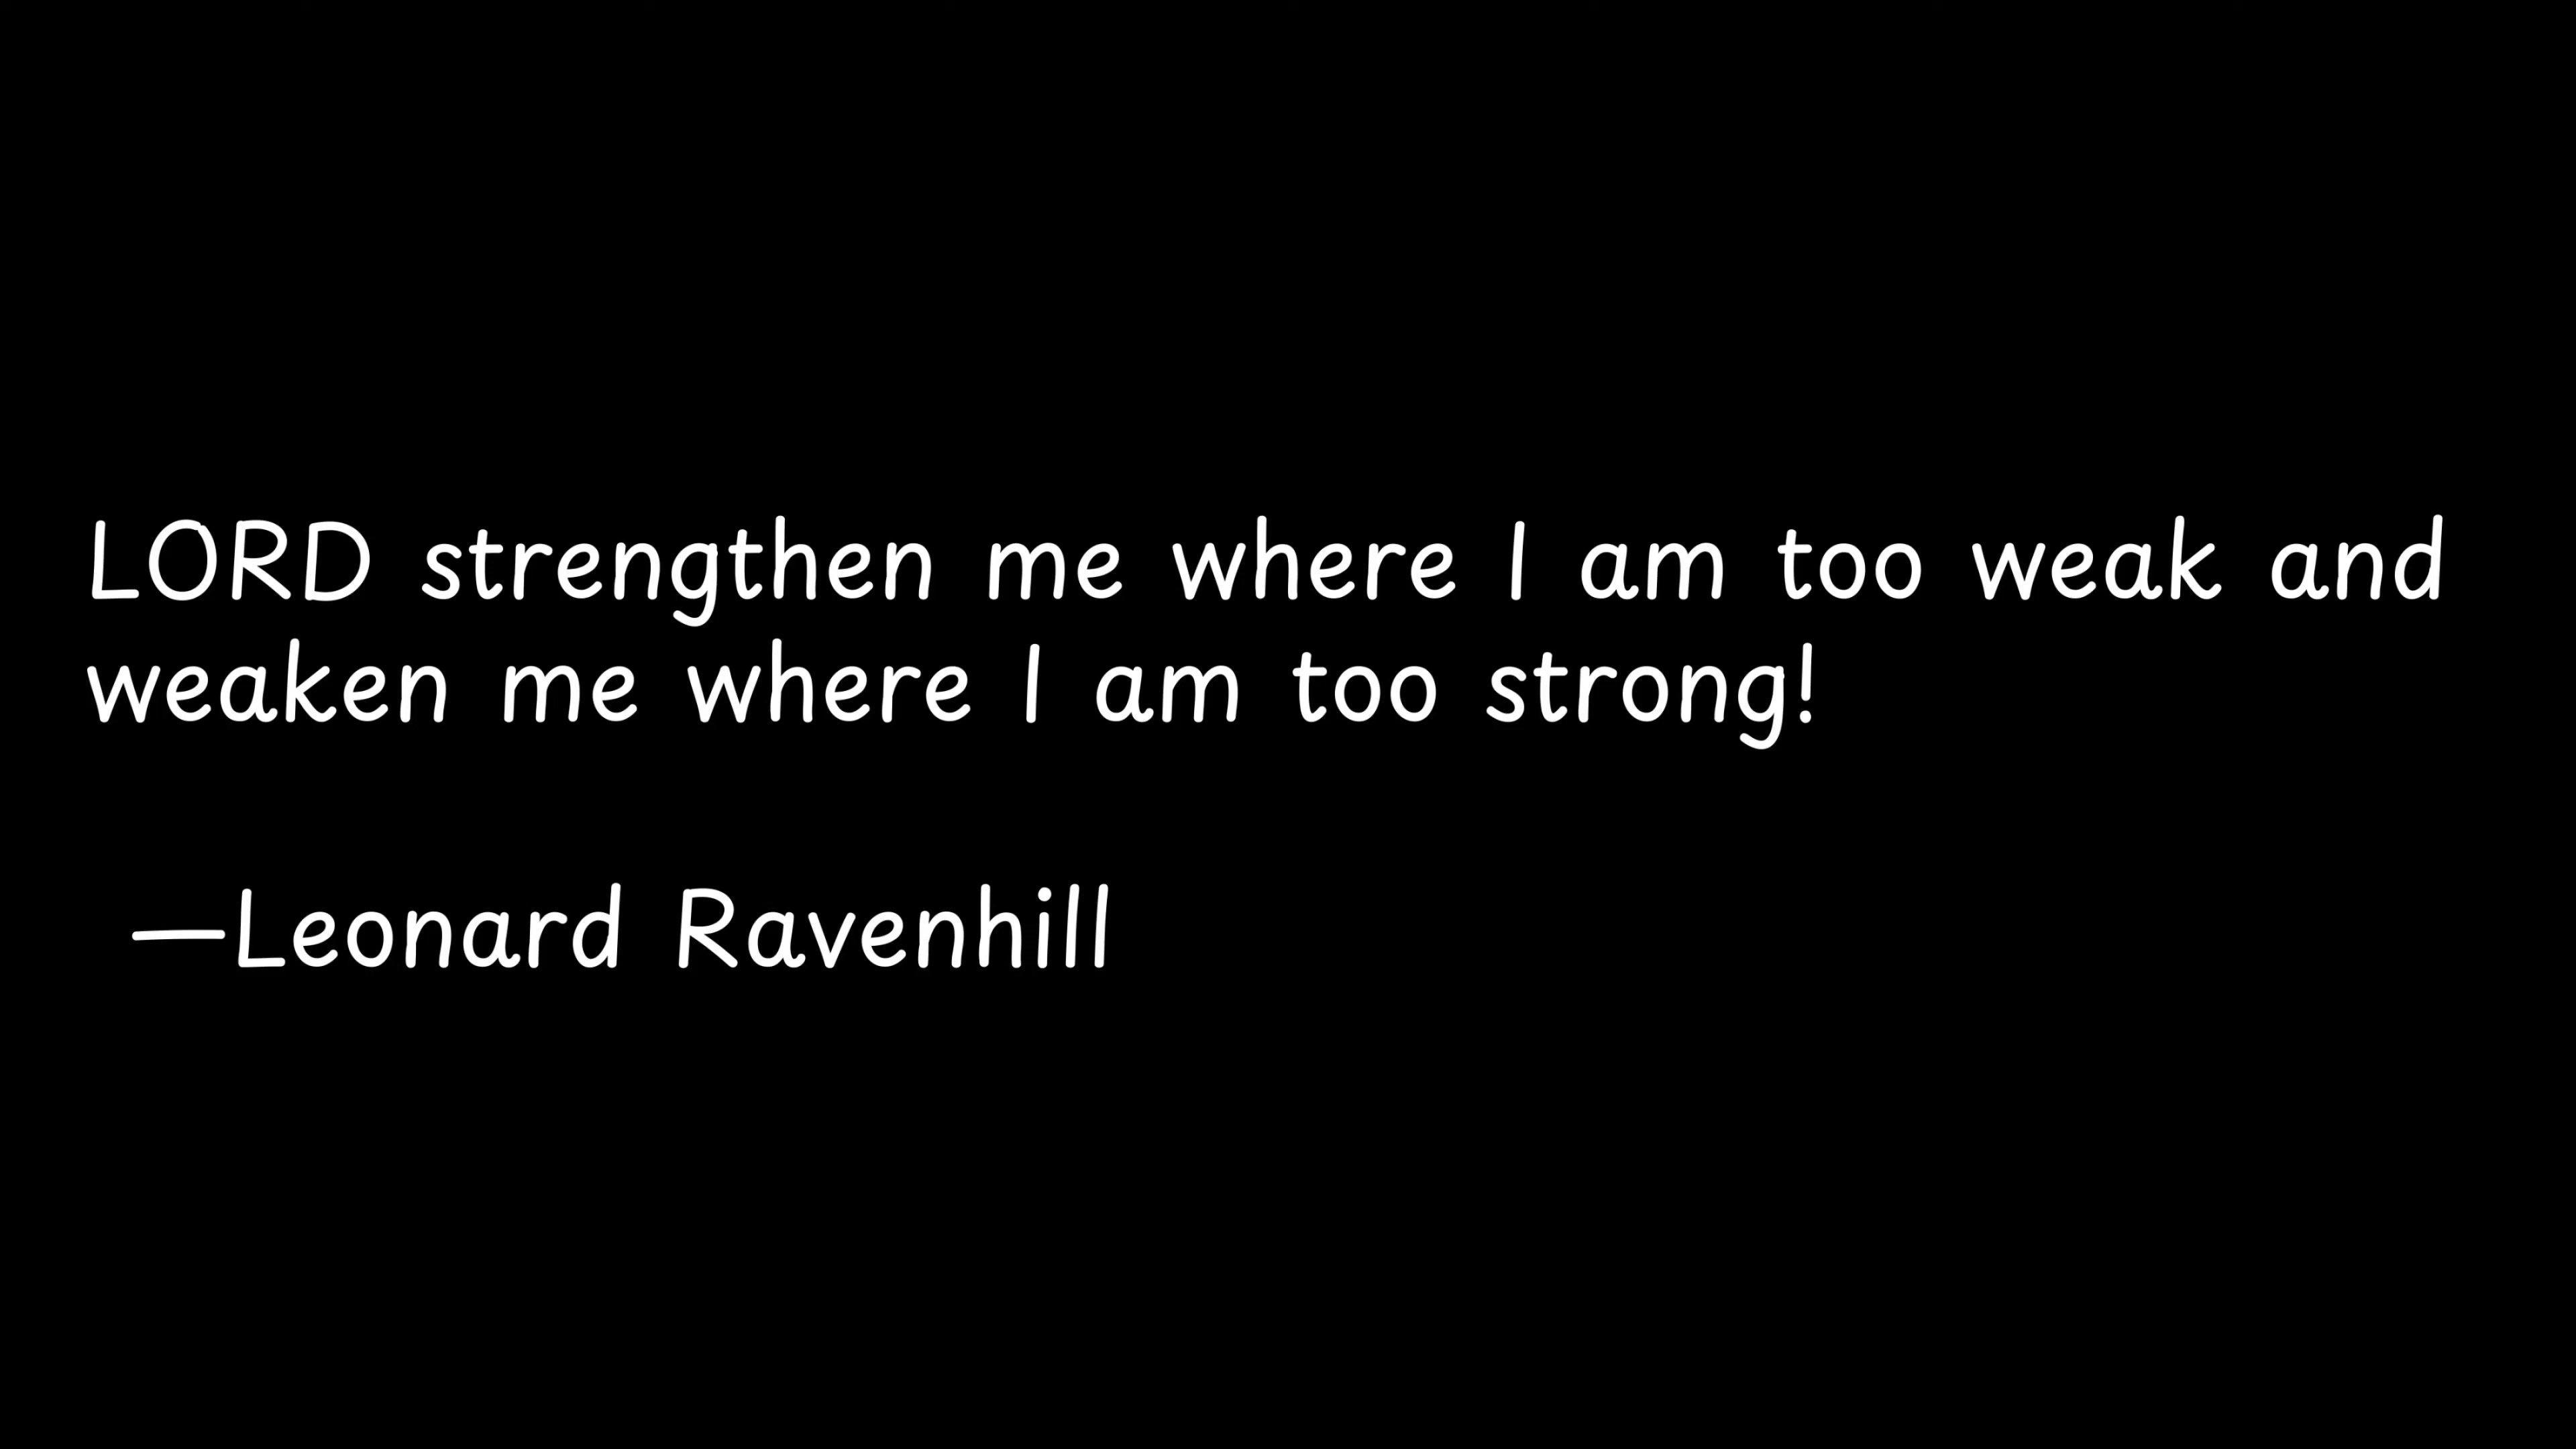 LORD strengthen me where I am too weak and
weaken me where I am too strong!
—Leonard Ravenhill